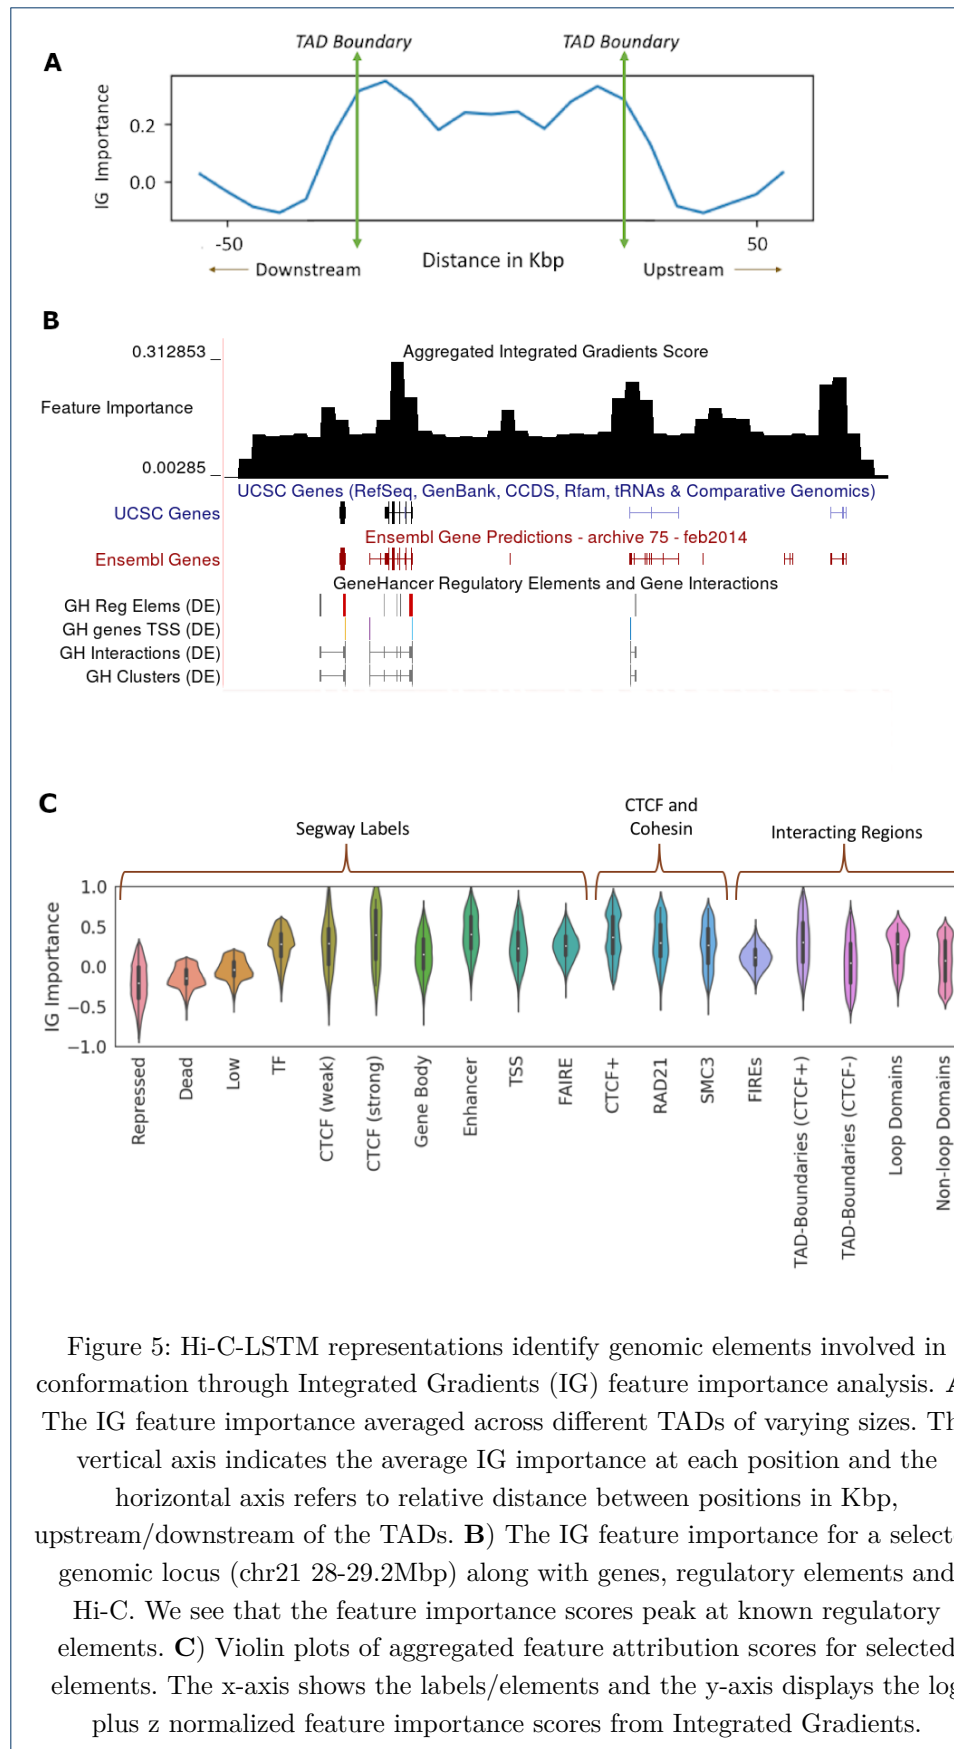 A
TAD Boundary
TAD Boundary
IG Importance
0.2
0.0
-50
50
Distance in Kbp
Downstream
Upstream
B
0.312853
Aggregated Integrated Gradients Score
Feature Importance
0.00285
UCSC Genes (RefSeq, GenBank, CCDS, Rfam, tRNAs & Comparative Genomics)
UCSC Genes
Ensembl Gene Predictions - archive 75 - feb2014
Ensembl Genes
GeneHancer Regulatory Elements and Gene Interactions
GH Reg Elems (DE)
GH genes TSS (DE)
GH Interactions (DE)
GH Clusters (DE)
C
Segway Labels
CTCF and
Cohesin
Interacting Regions
IG Importance
1.0
0.5
0.0
−0.5
−1.0
Repressed
Dead
Low
TF
CTCF (weak)
CTCF (strong)
Gene Body
Enhancer
TSS
FAIRE
CTCF+
RAD21
SMC3
FIREs
TAD-Boundaries (CTCF+)
TAD-Boundaries (CTCF-)
Loop Domains
Non-loop Domains
Figure 5: Hi-C-LSTM representations identify genomic elements involved in
conformation through Integrated Gradients (IG) feature importance analysis.
The IG feature importance averaged across different TADs of varying sizes.
vertical axis indicates the average IG importance at each position and the
horizontal axis refers to relative distance between positions in Kbp,
upstream/downstream of the TADs. B) The IG feature importance for a
genomic locus (chr21 28-29.2Mbp) along with genes, regulatory elements and
Hi-C. We see that the feature importance scores peak at known regulatory
elements. C) Violin plots of aggregated feature attribution scores for selected
elements. The x-axis shows the labels/elements and the y-axis displays the log
plus z normalized feature importance scores from Integrated Gradients.